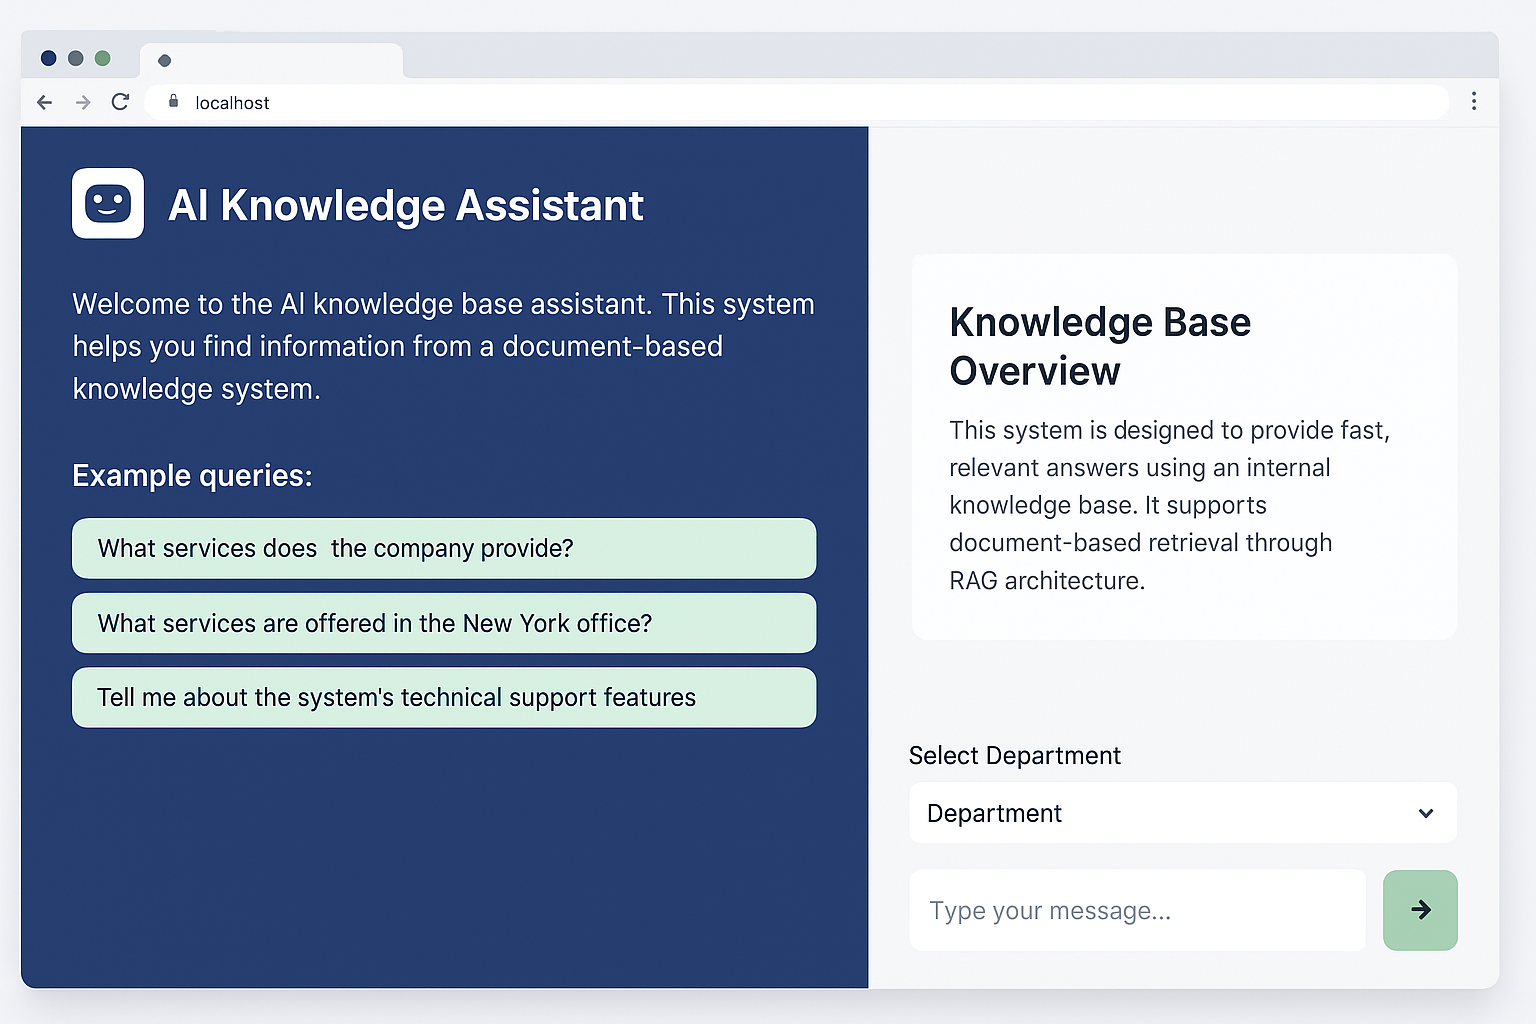 localhost
AI Knowledge Assistant
Welcome to the AI knowledge base assistant. This system
helps you find information from a document-based
knowledge system.
Example queries:
What services does  the company provide?
What services are offered in the New York office?
Tell me about the system's technical support features
Knowledge Base
Overview
This system is designed to provide fast,
relevant answers using an internal
knowledge base. It supports
document-based retrieval through
RAG architecture.
Select Department
Department
Type your message...